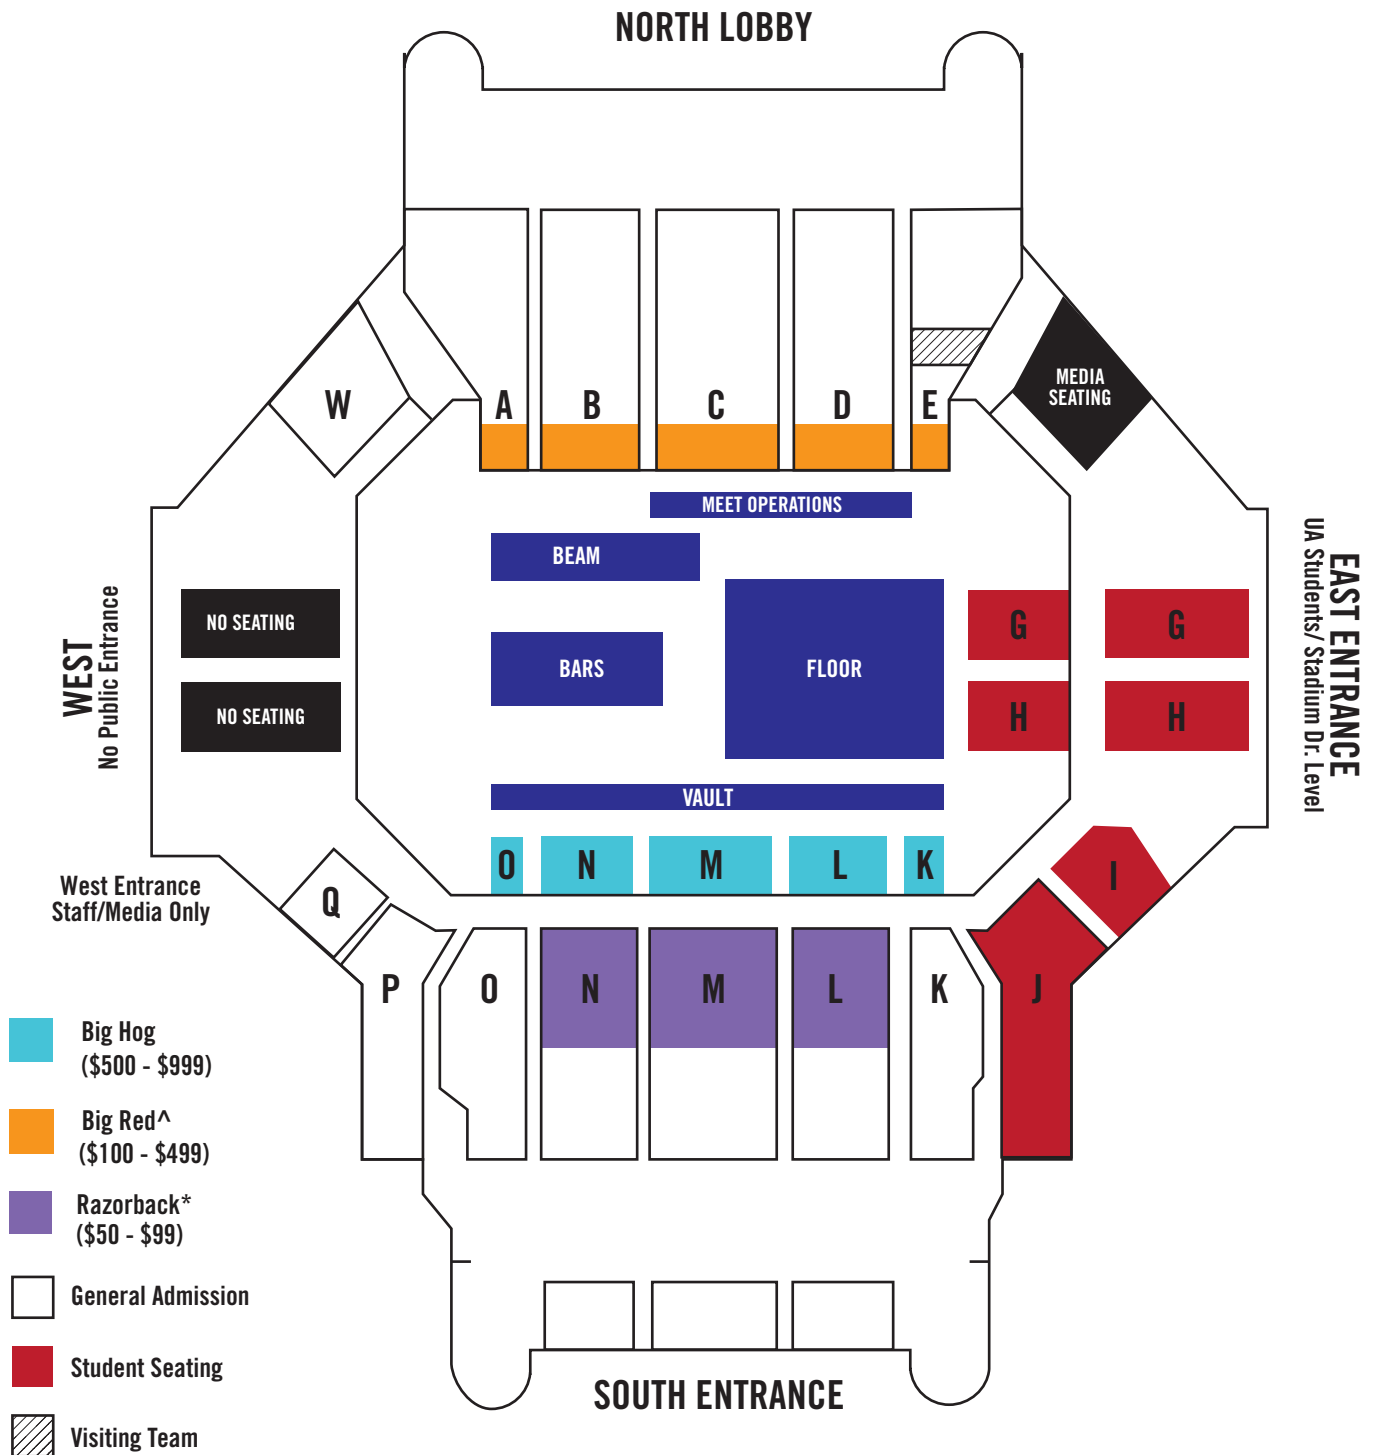 NORTH LOBBY
W
A
B
C
D
E
MEDIA
SEATING
MEET OPERATIONS
BEAM
BARS
FLOOR
VAULT
NO SEATING
NO SEATING
WEST
No Public Entrance
G
G
H
H
EAST ENTRANCE
UA Students/ Stadium Dr. Level
O
N
M
L
K
I
West Entrance
Staff/Media Only
Q
P
O
N
M
L
K
J
Big Hog
($500 - $999)
Big Red^
($100 - $499)
Razorback*
($50 - $99)
General Admission
Student Seating
Visiting Team
SOUTH ENTRANCE